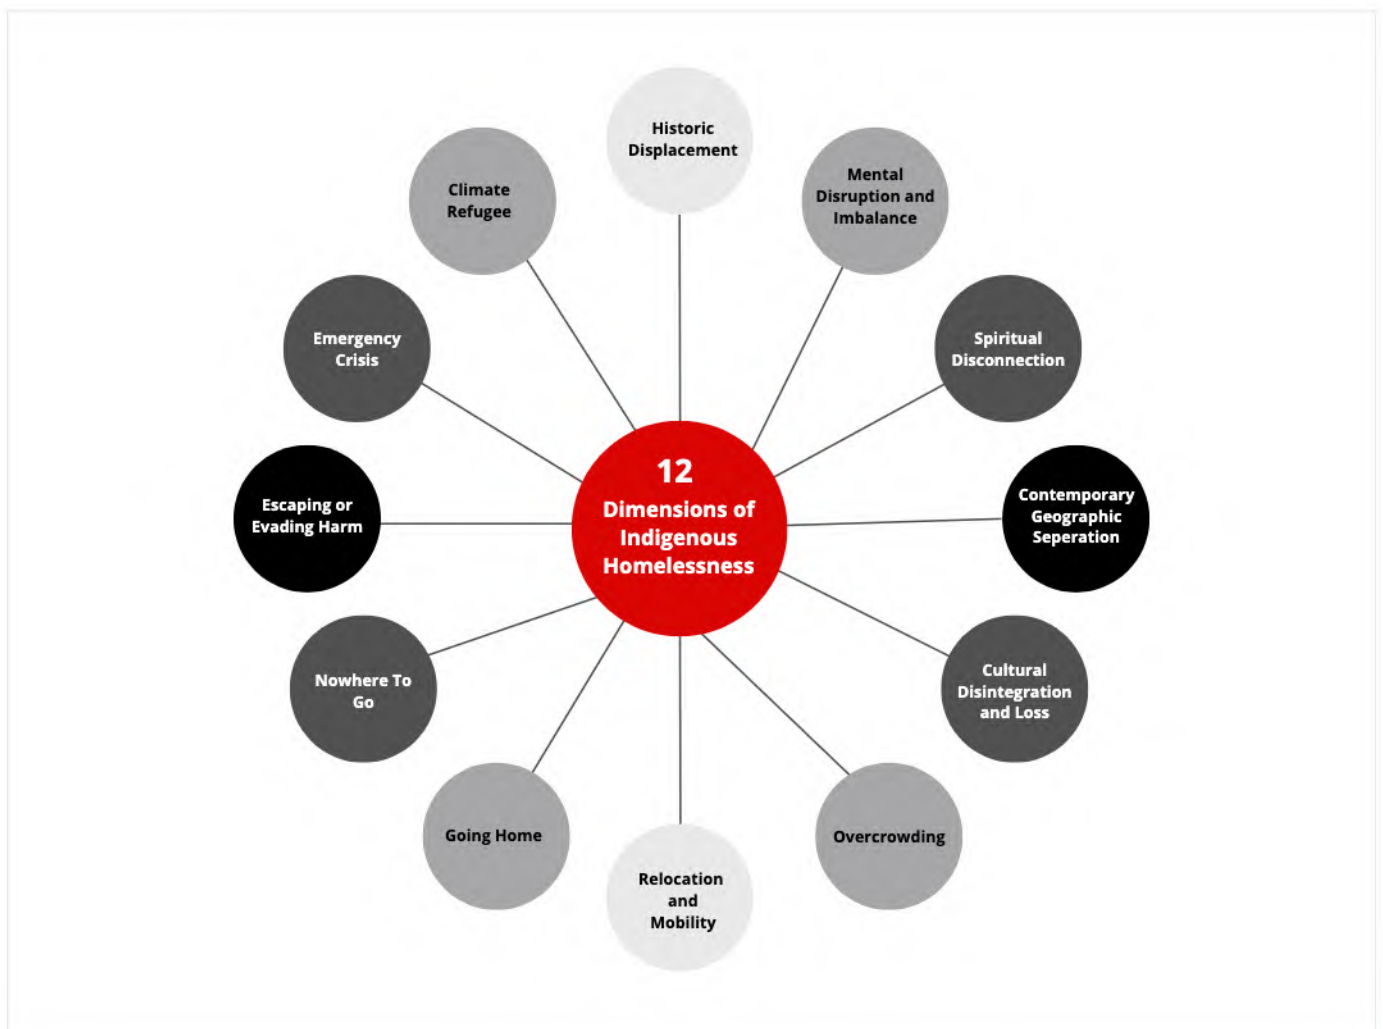 12
Dimensions of
Indigenous
Homelessness
Historic
Displacement
Mental
Disruption and
Imbalance
Spiritual
Disconnection
Contemporary
Geographic
Seperation
Cultural
Disintegration
and Loss
Overcrowding
Relocation
and
Mobility
Going Home
Nowhere To
Go
Escaping or
Evading Harm
Emergency
Crisis
Climate
Refugee